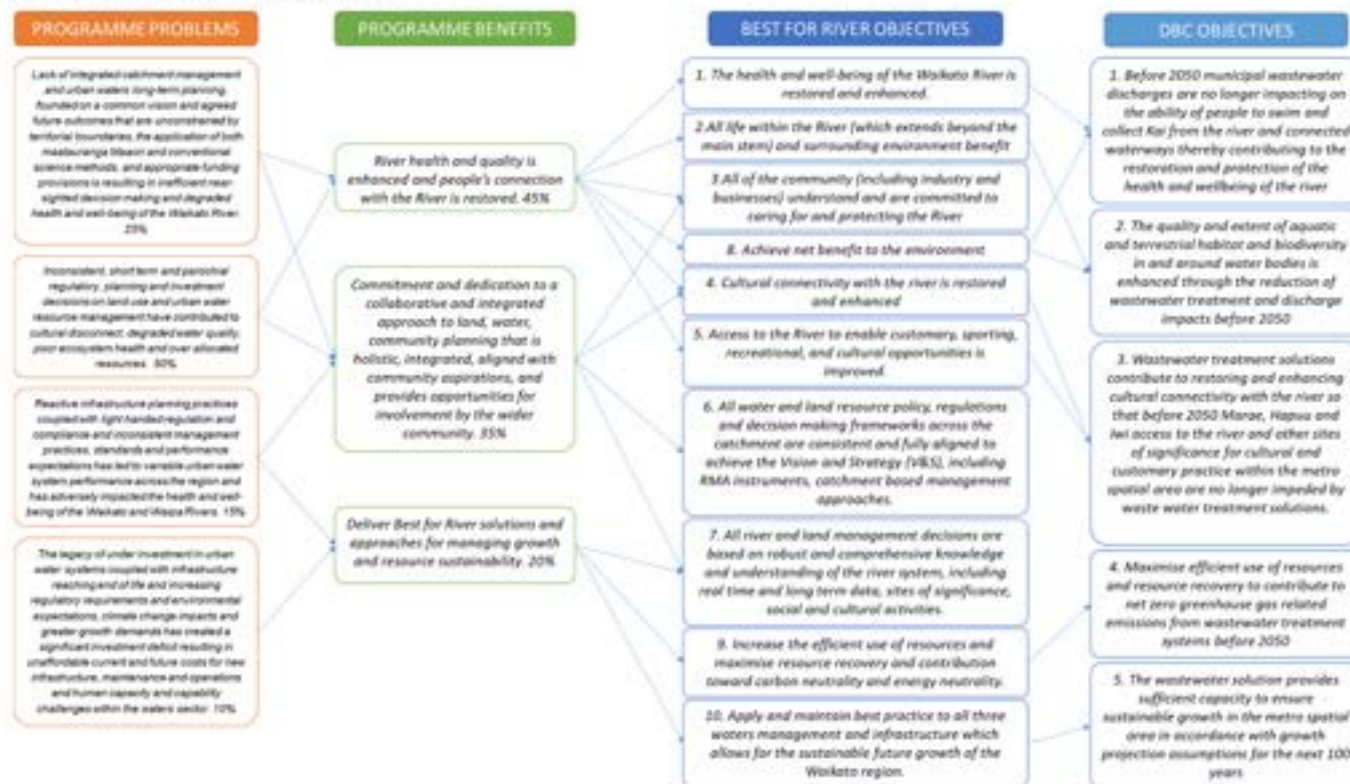 PROGRAMME PROBLEMS
Lack of integrated catchment management
and urban waters long-term planning,
founded on a common vision and agreed
future outcomes that are unconstrained by
territorial boundaries, the application of both
maatauranga Maaori and conventional
science methods, and appropriate funding
provisions is resulting in inefficient near-
sighted decision making and degraded
health and well-being of the Waikato River.
Inconsistent, short term and parochial
regulatory, planning and investment
decisions on land use and urban water
resource management have contributed to
cultural disconnect, degraded water quality,
poor ecosystem health and over allocated
resources.
Reactive infrastructure planning practices
coupled with light handed regulation and
compliance and inconsistent management
practices, standards and performance
expectations has led to variable urban water
system performance across the region and
has adversely impacted the health and well-
being of the Waikato and Waipa Rivers. 15%
The legacy of under investment in urban
water systems coupled with infrastructure
reaching end of life and increasing
regulatory requirements and environmental
expectations, climate change impacts and
greater growth demands has created a
significant investment deficit resulting in
unaffordable current and future costs for new
infrastructure, maintenance and operations
and human capacity and capability
challenges within the waters sector. 10%
PROGRAMME BENEFITS
River health and quality is
enhanced and people's connection
with the River is restored. 45%
Commitment and dedication to a
collaborative and integrated
approach to land, water,
community planning that is
holistic, integrated, aligned with
community aspirations, and
provides opportunities for
involvement by the wider
community. 35%
Deliver Best for River solutions and
approaches for managing growth
and resource sustainability. 20%
BEST FOR RIVER OBJECTIVES
1. The health and well-being of the Waikato River is
restored and enhanced.
2.All life within the River (which extends beyond the
main stem) and surrounding environment benefit
3.All of the community (including industry and
businesses) understand and are committed to
caring for and protecting the River
8. Achieve net benefit to the environment
4. Cultural connectivity with the river is restored
and enhanced
5. Access to the River to enable customary, sporting,
recreational, and cultural opportunities is
improved.
6. All water and land resource policy, regulations
and decision making frameworks across the
catchment are consistent and fully aligned to
achieve the Vision and Strategy (V&S), including
RMA instruments, catchment based management
approaches.
7. All river and land management decisions are
based on robust and comprehensive knowledge
and understanding of the river system, including
real time and long term data, sites of significance,
social and cultural activities.
9. Increase the efficient use of resources and
maximise resource recovery and contribution
toward carbon neutrality and energy neutrality.
10. Apply and maintain best practice to all three
waters management and infrastructure which
allows for the sustainable future growth of the
Waikato region.
DBC OBJECTIVES
1. Before 2050 municipal wastewater
discharges are no longer impacting on
the ability of people to swim and
collect Kai from the river and connected
waterways thereby contributing to the
restoration and protection of the
health and wellbeing of the river
2. The quality and extent of aquatic
and terrestrial habitat and biodiversity
in and around water bodies is
enhanced through the reduction of
wastewater treatment and discharge
impacts before 2050
3. Wastewater treatment solutions
contribute to restoring and enhancing
cultural connectivity with the river so
that before 2050 Marae, Hapuu and
Iwi access to the river and other sites
of significance for cultural and
customary practice within the metro
spatial area are no longer impeded by
waste water treatment solutions.
4. Maximise efficient use of resources
and resource recovery to contribute to
net zero greenhouse gas related
emissions from wastewater treatment
systems before 2050
5. The wastewater solution provides
sufficient capacity to ensure
sustainable growth in the metro spatial
area in accordance with growth
projection assumptions for the next 100
years